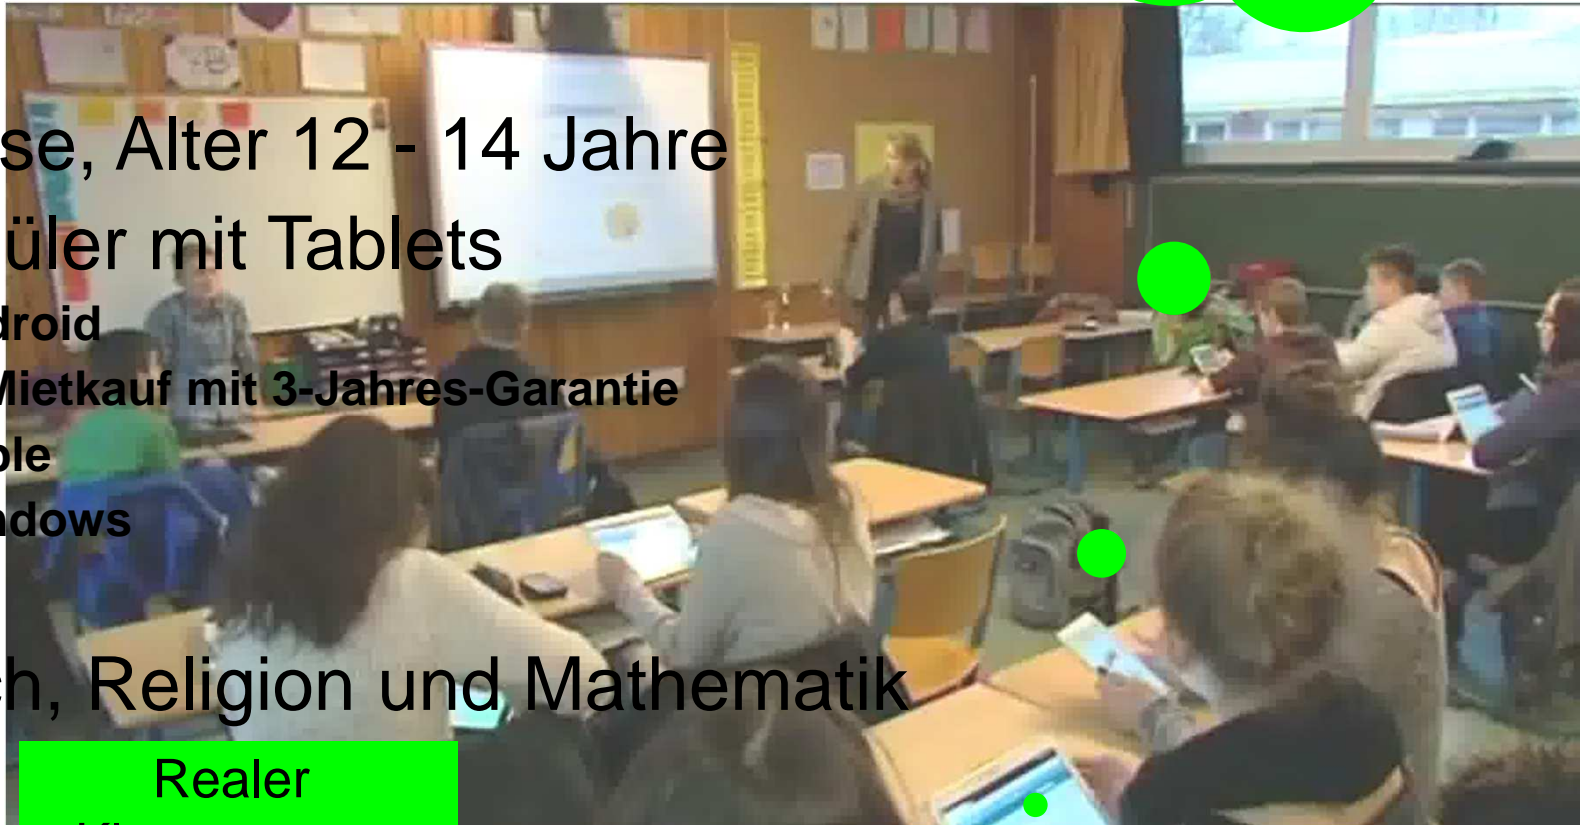 se, Alter 12 - 14 Jahre
üler mit Tablets
droid
Mietkauf mit 3-Jahres-Garantie
ple
ndows
ch, Religion und Mathematik
Realer